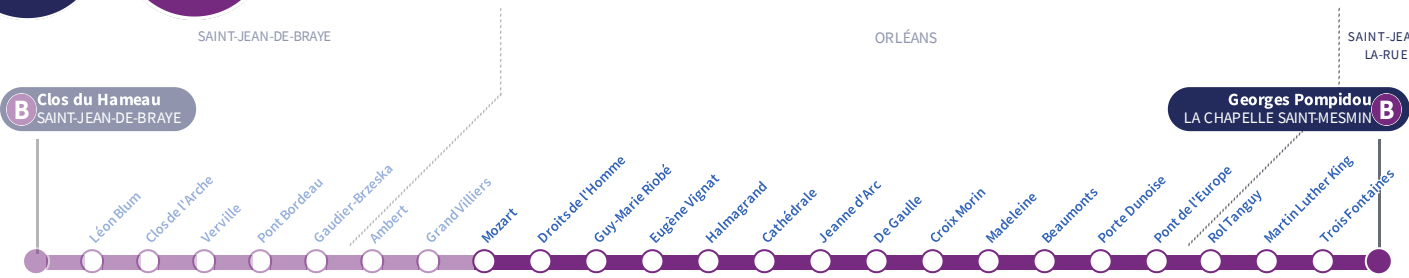 SAINT-JEAN-DE-BRAYE
ORLÉANS
SAINT-JEA
LA-RUE
B
Clos du Hameau
SAINT-JEAN-DE-BRAYE
Georges Pompidou
LA CHAPELLE SAINT-MESMIN
B
Léon Blum
Clos de l'Arche
Verville
Pont Bordeau
Gaudier-Brzeska
Ambert
Grand Villiers
Mozart
Droits de l'Homme
Guy-Marie Riobé
Eugène Vignat
Halmagrand
Cathédrale
Jeanne d'Arc
De Gaulle
Croix Morin
Madeleine
Beaumonts
Porte Dunoise
Pont de l'Europe
Rol Tanguy
Martin Luther King
Trois Fontaines